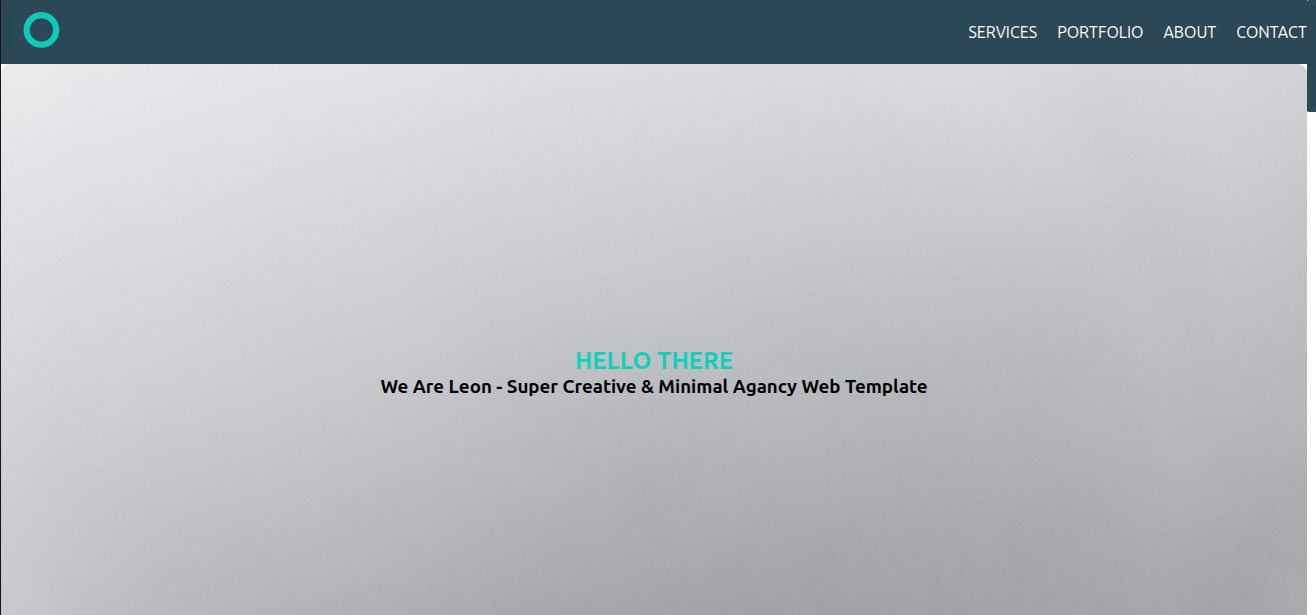 SERVICES PORTFOLIO ABOUT CONTACT
HELLO THERE
We Are Leon - Super Creative & Minimal Agancy Web Template